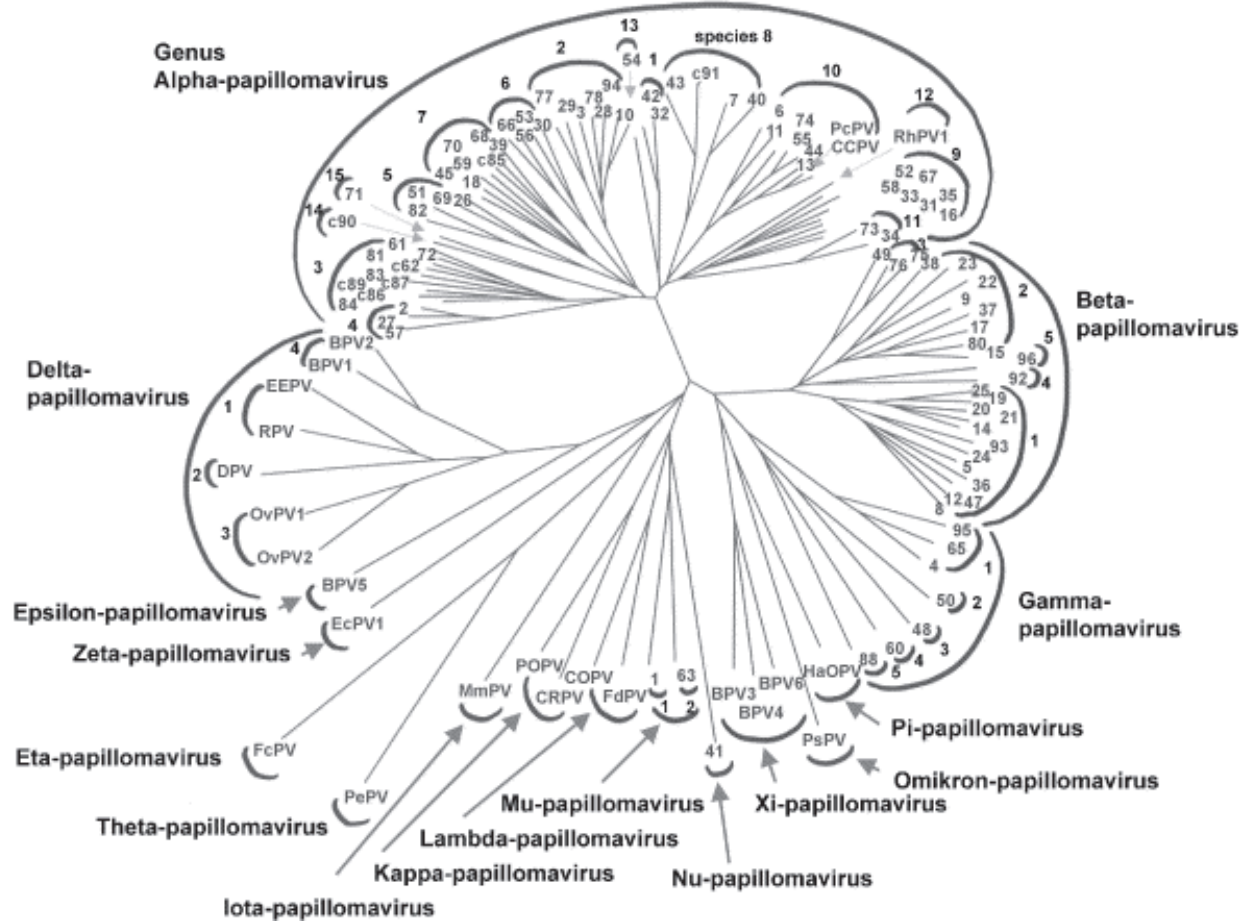 Genus
Alpha-papillomavirus
13
54
2
1
species 8
94
42
43
c91
10
6
77
78
29
3
28
10
32
7
40
6
12
7
53
66
30
56
11
74
55
44
13
PcPV
CCPV
RhPV1
9
68
39
70
59
c85
45
18
52
67
58
33
31
35
16
5
51
69
26
82
15
71
14
c90
11
73
34
3
61
81
72
c62
83
c89
c87
c86
84
3
49
76
75
38
23
2
22
9
37
17
80
15
5
96
92
4
Beta-
papillomavirus
4
2
27
57
4
BPV2
BPV1
Delta-
papillomavirus
EEPV
1
RPV
2
DPV
OvPV1
3
OvPV2
25
19
20
21
14
93
24
5
36
12
47
8
1
95
65
4
1
50
2
48
3
60
4
88
5
Gamma-
papillomavirus
BPV5
Epsilon-papillomavirus
EcPV1
Zeta-papillomavirus
MmPV
POPV
CRPV
COPV
FdPV
1
63
1
2
41
BPV3
BPV4
BPV6
HaOPV
PsPV
Pi-papillomavirus
FcPV
Eta-papillomavirus
Omikron-papillomavirus
PePV
Theta-papillomavirus
Mu-papillomavirus
Xi-papillomavirus
Lambda-papillomavirus
Kappa-papillomavirus
Nu-papillomavirus
Iota-papillomavirus